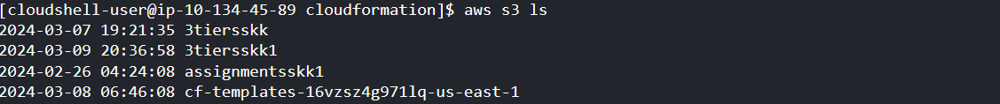 [cloudshell-user@ip-10-134-45-89 cloudformation]$ aws s3 ls
2024-03-07 19:21:35 3tiersskk
2024-03-09 20:36:58 3tiersskk1
2024-02-26 04:24:08 assignmentsskk1
2024-03-08 06:46:08 cf-templates-16vzsz4g971lq-us-east-1